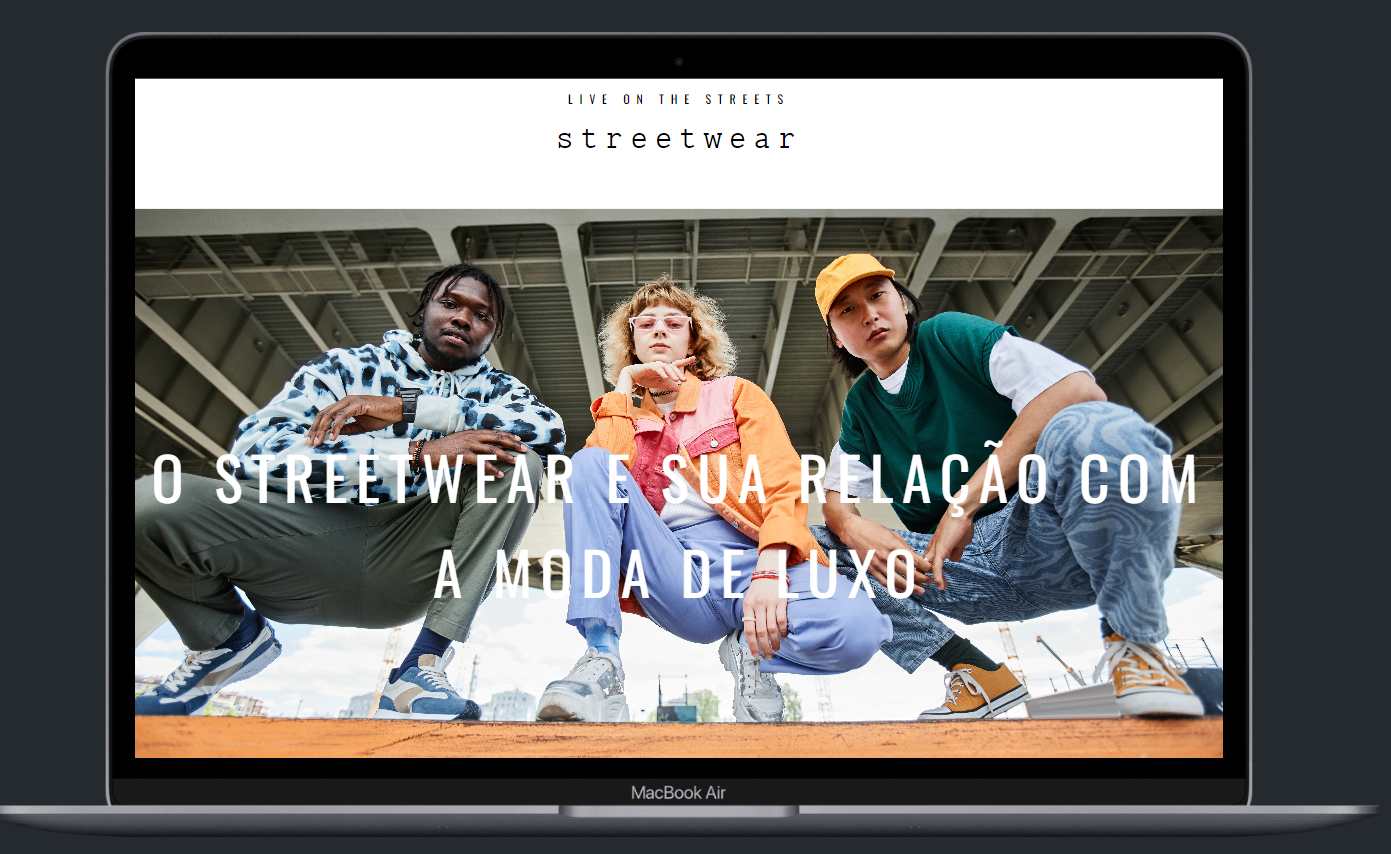 LIVE ON THE STREETS
streetwear
O STREETWEAR E SUA RELAÇÃO COM
A MODA DE LUXO
MacBook Air